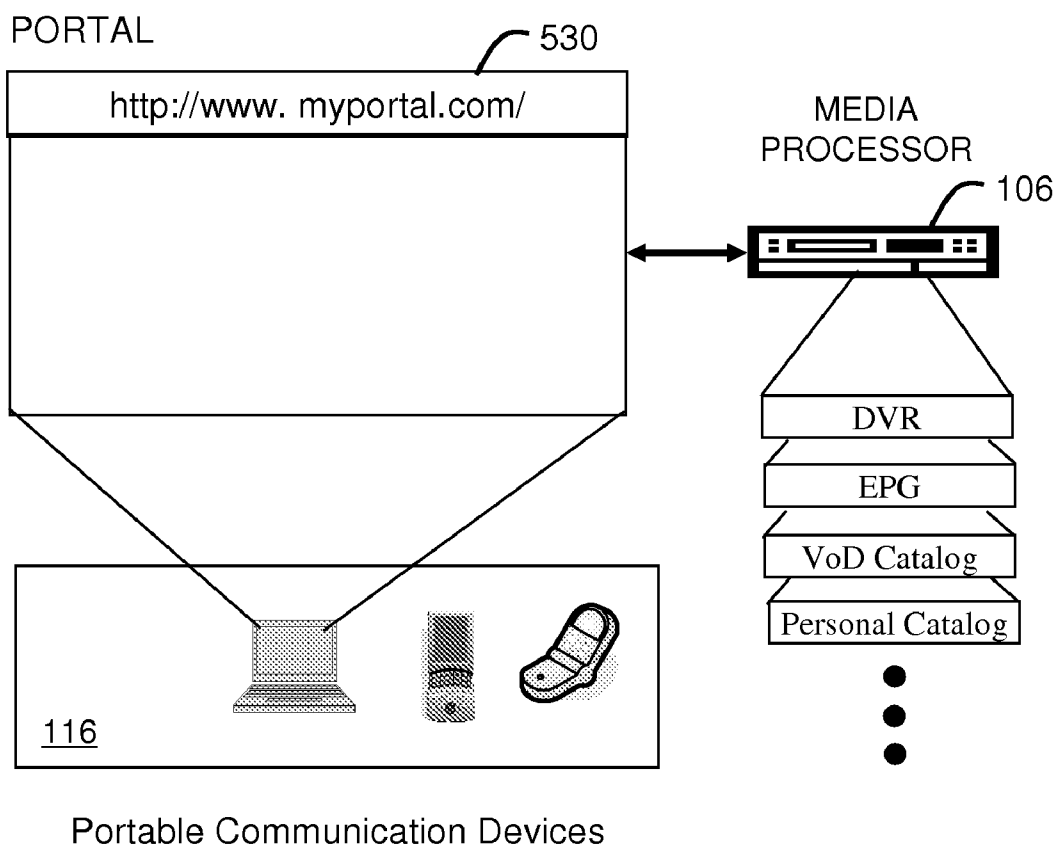 PORTAL
530
http://www. myportal.com/
MEDIA
PROCESSOR
106
DVR
EPG
VoD Catalog
Personal Catalog
116
Portable Communication Devices